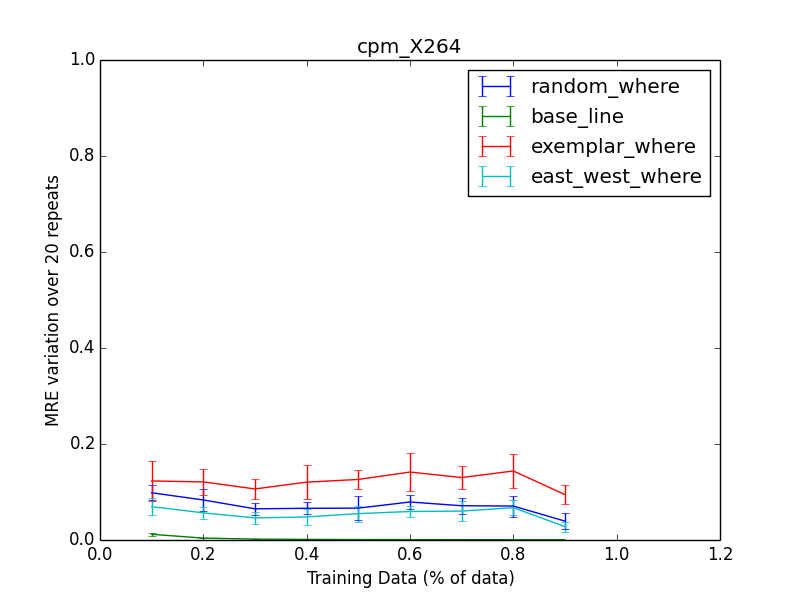 cpm_X264
random_where
base_line
exemplar_where
east_west_where
MRE variation over 20 repeats
1.0
0.8
0.6
0.4
0.2
0.0
0.0 0.2 0.4 0.6 0.8 1.0 1.2
Training Data (% of data)